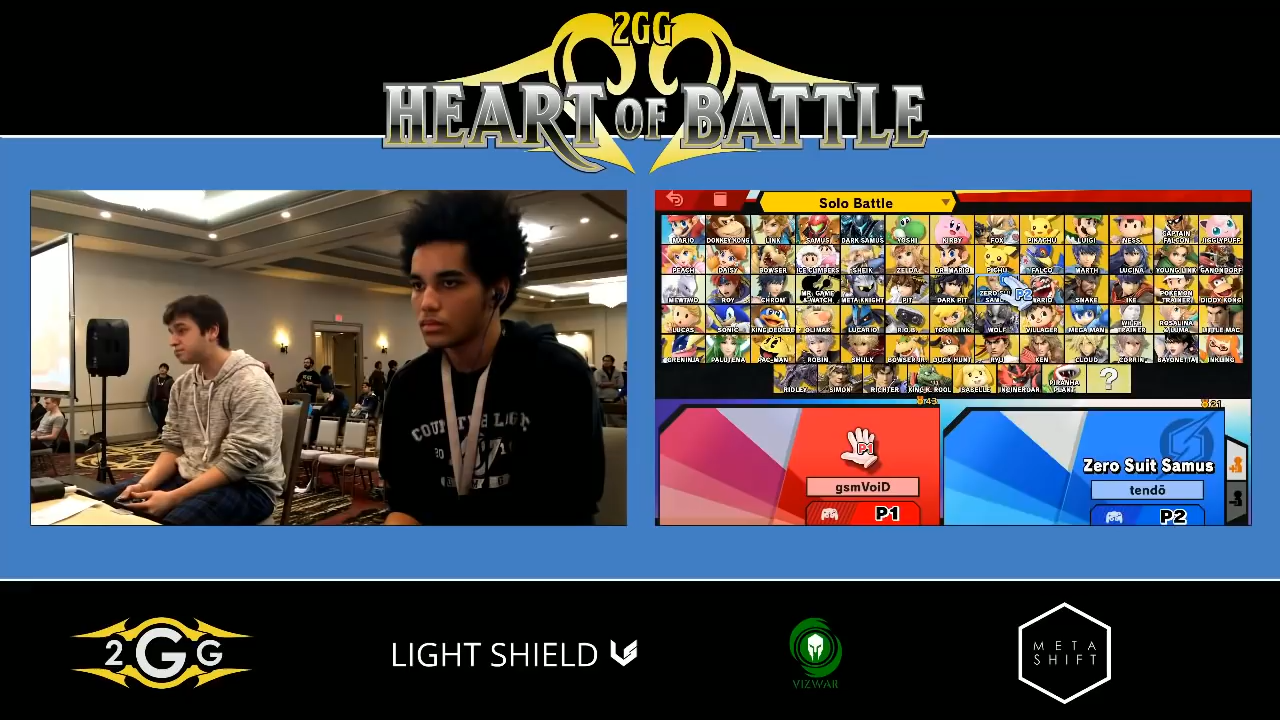 2GG
HEART OF BATTLE
Solo Battle
MARIO DONKEY KONG LINK SAMUS DARK SAMUS YOSHI KIRBY FOX PIKACHU LUIGI NESS CAPTAIN FALCON JIGGLYPUFF
PEACH DAISY BOWSER ICE CLIMBERS SHEIK ZELDA DR. MARIO PICHU FALCO MARTH LUCINA YOUNG LINK GANONDORF
MEWTWO ROY CHROM MR. GAME & WATCH META KNIGHT PIT DARK PIT ZERO SUIT SAMUS P2 WARIO SNAKE IKE POKÉMON TRAINER DIDDY KONG
LUCAS SONIC KING DEDEDE OLIMAR LUCARIO R.O.B. TOON LINK WOLF VILLAGER MEGA MAN WII FIT TRAINER ROSALINA & LUMA LITTLE MAC
GRENINJA PALUTENA PAC-MAN ROBIN SHULK BOWSER JR. DUCK HUNT RYU KEN CLOUD CORRIN BAYONETTA INKLING
RIDLEY SIMON RICHTER KING K. ROOL ISABELLE INCINEROAR PIRANHA PLANT ?
43
21
P1
gsmVoiD
P1
Zero Suit Samus
tendō
P2
2GG
LIGHT SHIELD
VIZWAR
META
SHIFT